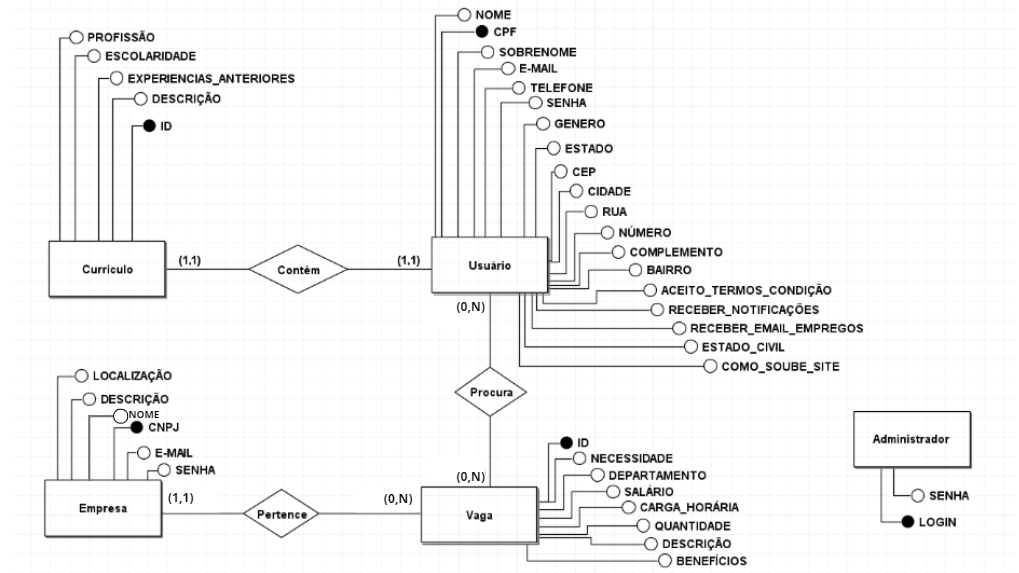 PROFISSÃO
ESCOLARIDADE
EXPERIENCIAS_ANTERIORES
DESCRIÇÃO
ID
Curriculo
(1,1)
Contêm
(1,1)
NOME
CPF
SOBRENOME
E-MAIL
TELEFONE
SENHA
GENERO
ESTADO
CEP
CIDADE
RUA
NÚMERO
COMPLEMENTO
BAIRRO
ACEITO_TERMOS_CONDIÇÃO
RECEBER_NOTIFICAÇÕES
RECEBER_EMAIL_EMPREGOS
ESTADO_CIVIL
COMO_SOUBE_SITE
Usuário
(0,N)
Procura
(0,N)
LOCALIZAÇÃO
DESCRIÇÃO
NOME
CNPJ
E-MAIL
SENHA
Empresa
(1,1)
Pertence
(0,N)
Vaga
ID
NECESSIDADE
DEPARTAMENTO
SALÁRIO
CARGA_HORÁRIA
QUANTIDADE
DESCRIÇÃO
BENEFÍCIOS
Administrador
SENHA
LOGIN